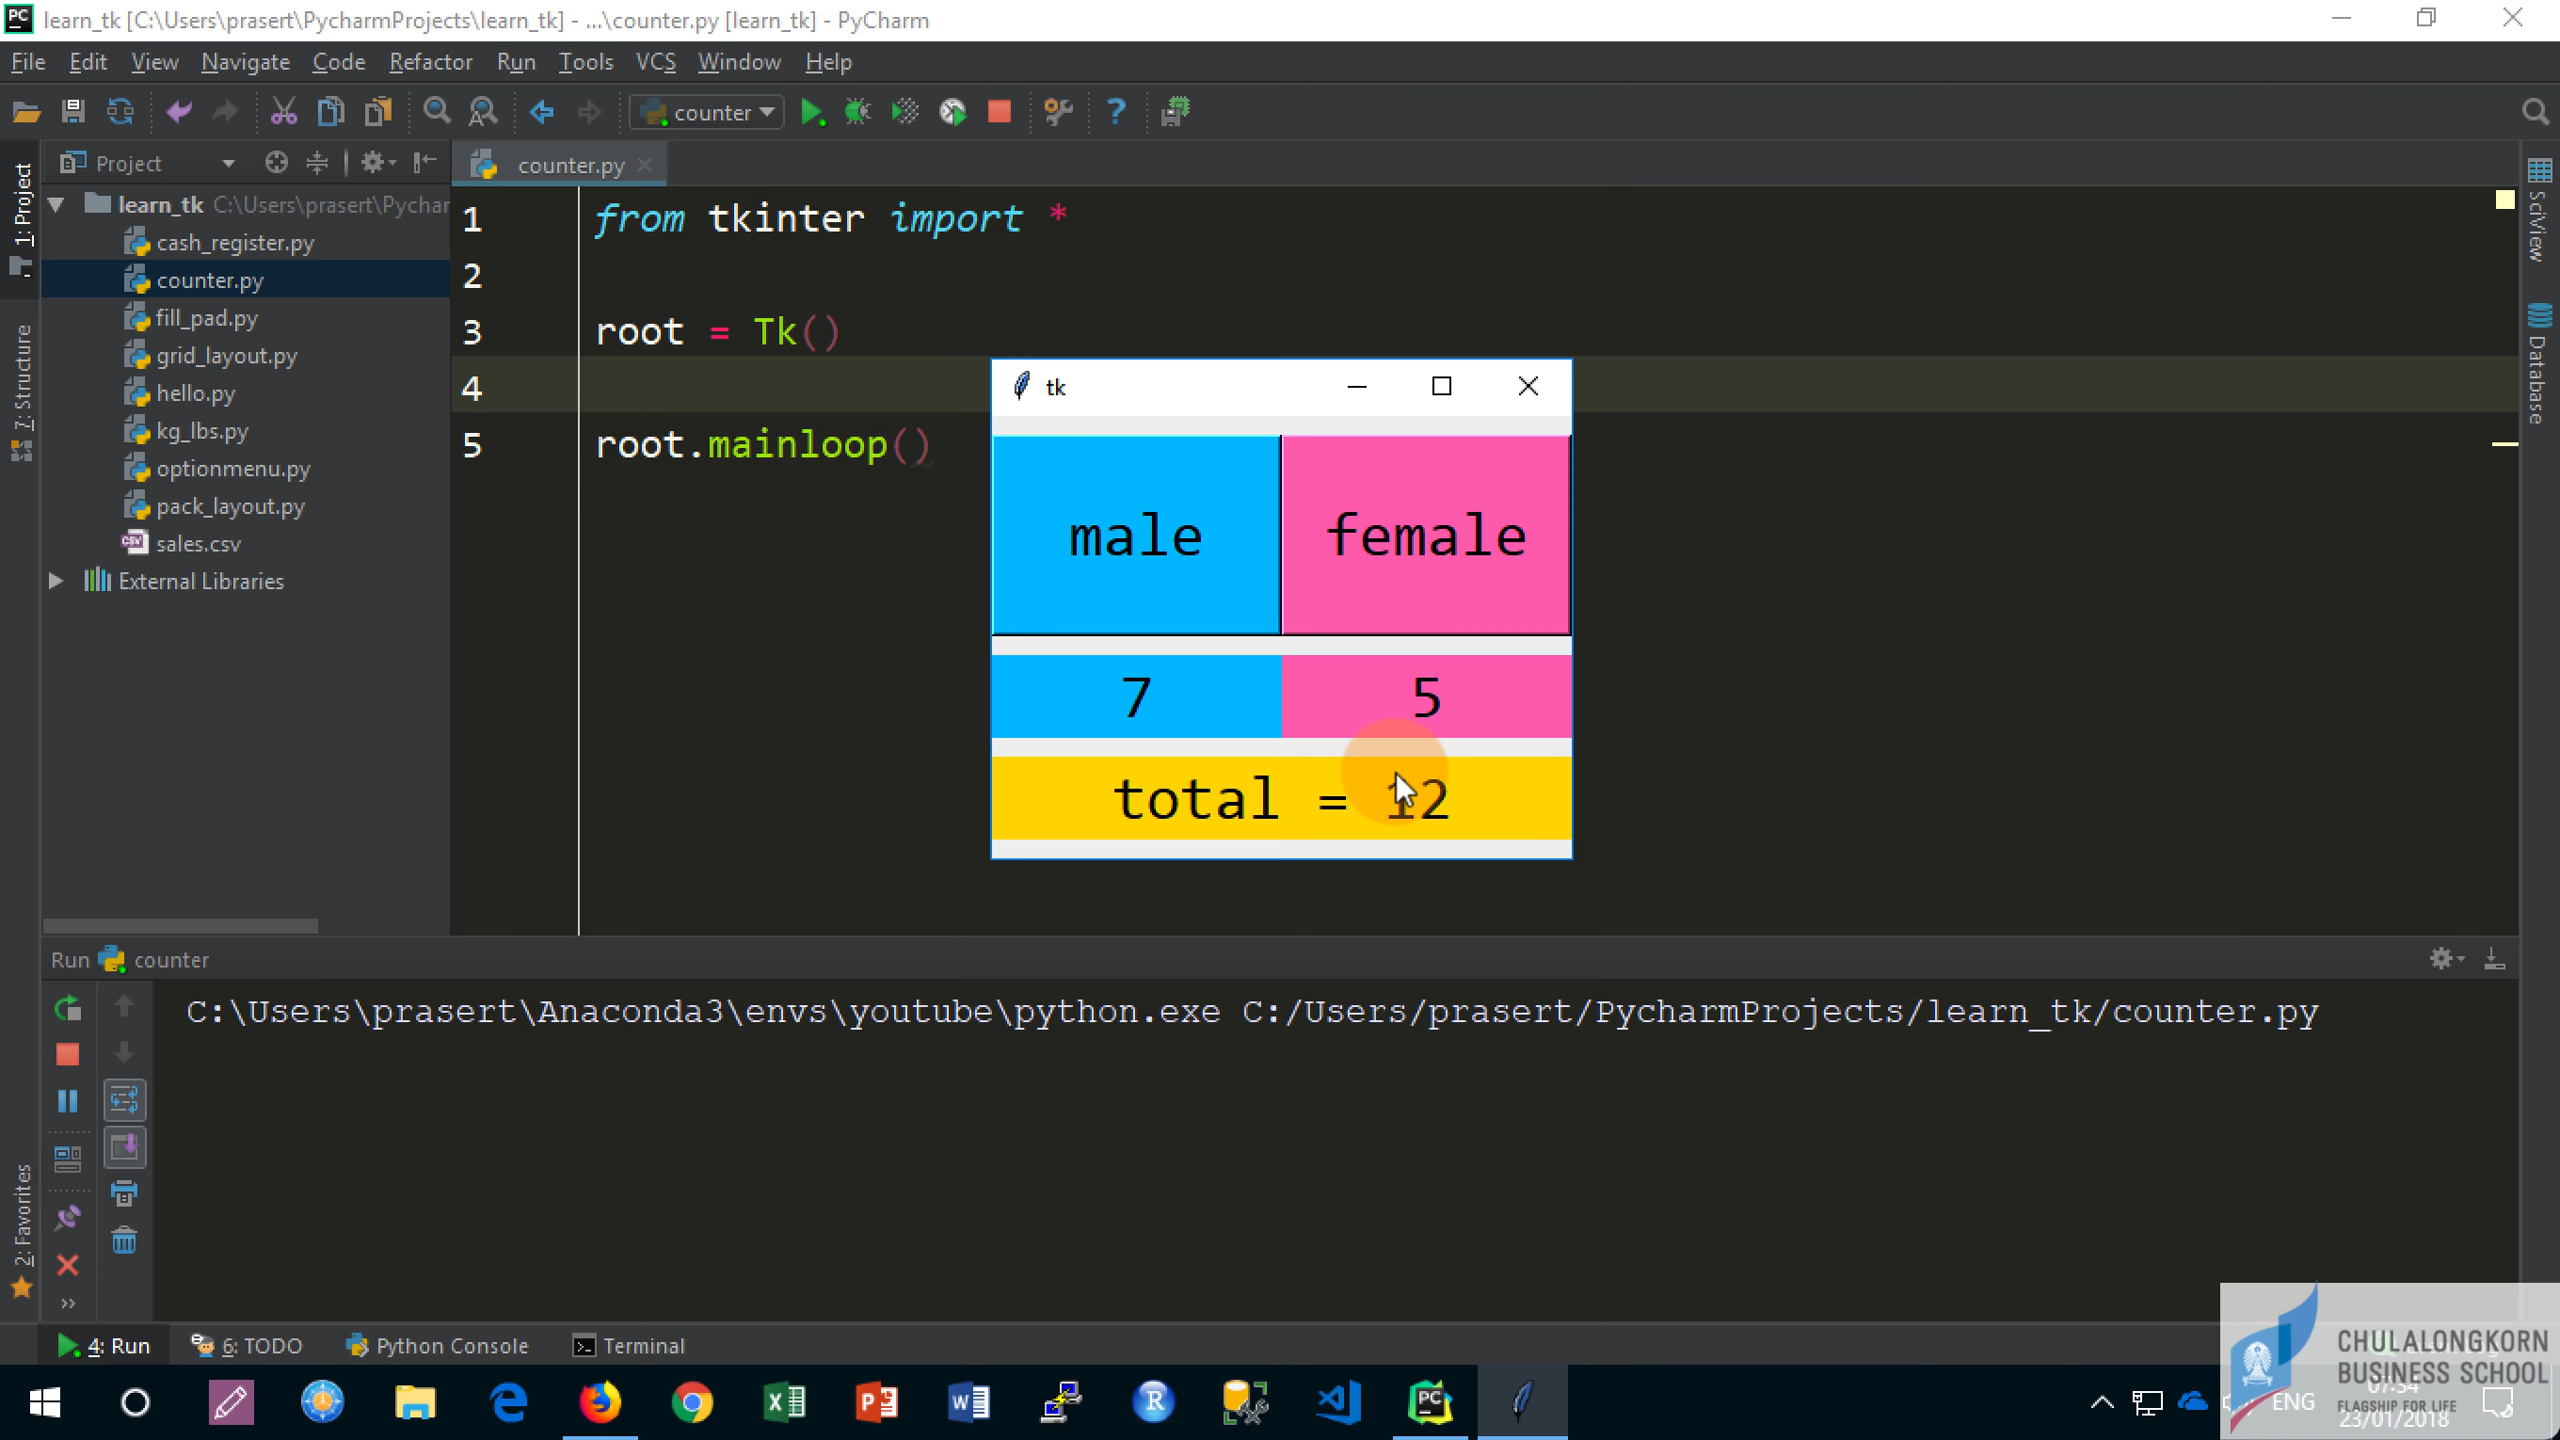 learn_tk [C:\Users\prasert\PycharmProjects\learn_tk] - ...\counter.py [learn_tk] - PyCharm
File Edit View Navigate Code Refactor Run Tools VCS Window Help
counter
Project
counter.py
1: Project
learn_tk C:\Users\prasert\Pychar
cash_register.py
counter.py
fill_pad.py
grid_layout.py
hello.py
kg_lbs.py
optionmenu.py
pack_layout.py
sales.csv
External Libraries
7: Structure
2: Favorites
1 from tkinter import *
2
3 root = Tk()
4
5 root.mainloop()
tk
male female
7 5
total = 12
SciView
Database
Run counter
C:\Users\prasert\Anaconda3\envs\youtube\python.exe C:/Users/prasert/PycharmProjects/learn_tk/counter.py
4: Run 6: TODO Python Console Terminal
CHULALONGKORN
BUSINESS SCHOOL
FLAGSHIP FOR LIFE
ENG
07:34
23/01/2018